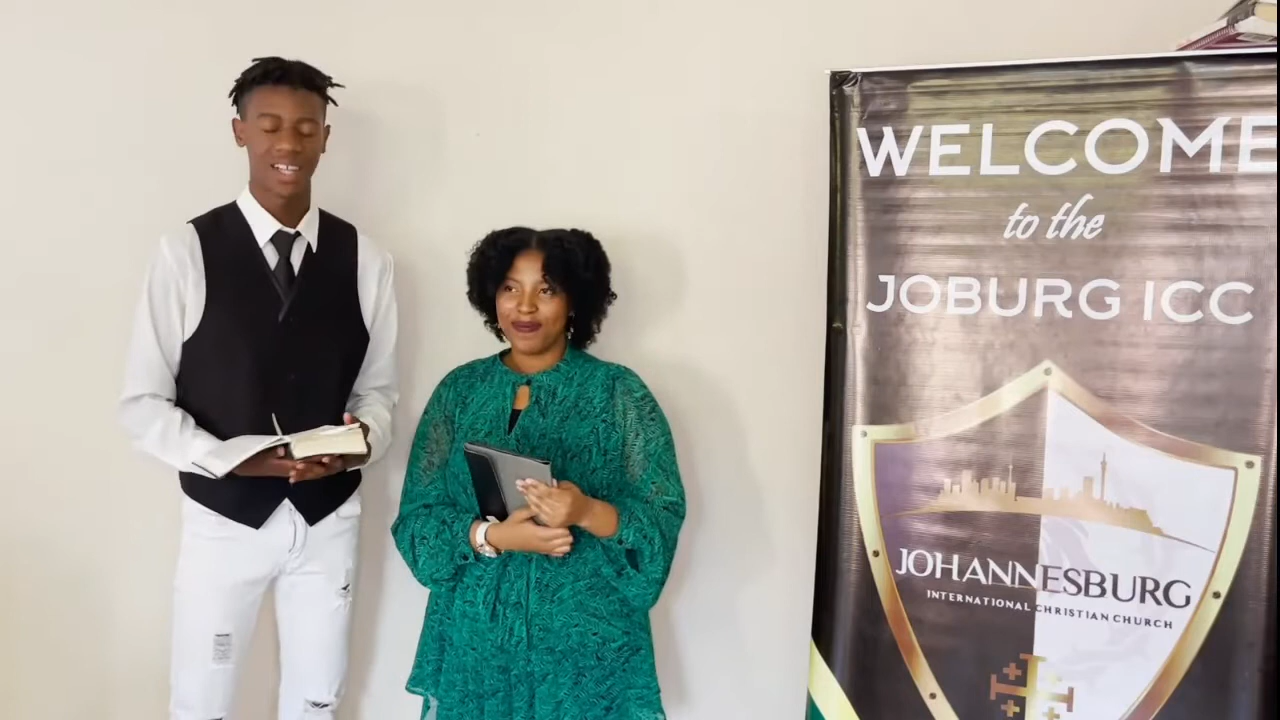 WELCOME
to the
JOBURG ICC
JOHANNESBURG
INTERNATIONAL CHRISTIAN CHURCH